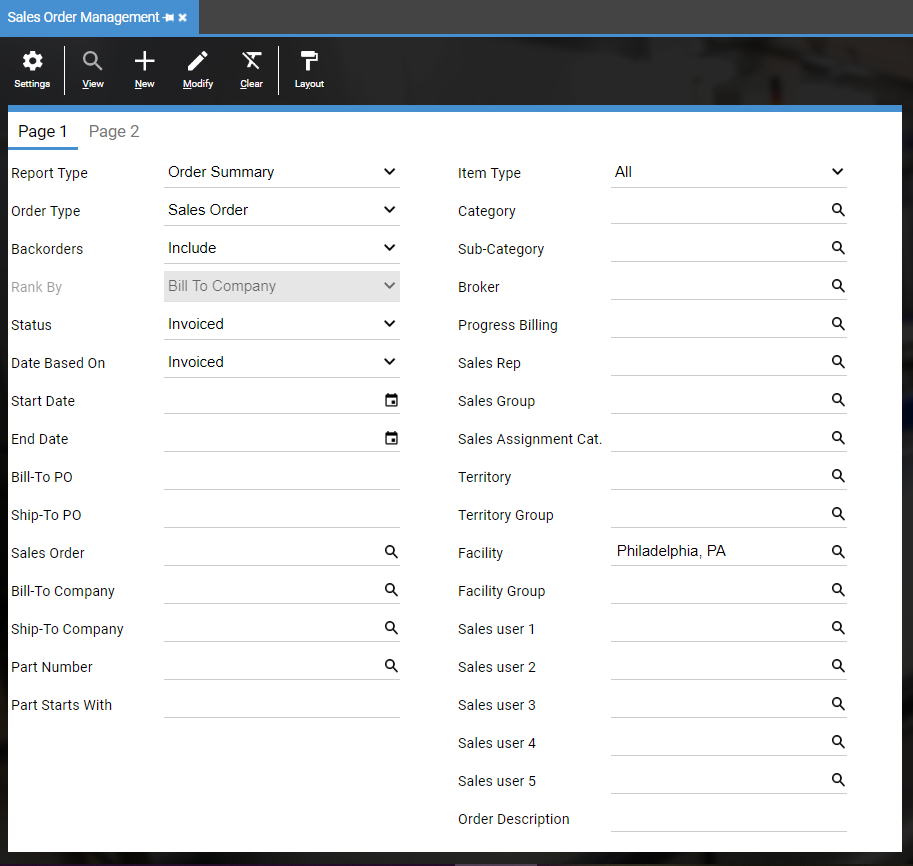 Sales Order Management
Settings
View
New
Modify
Clear
Layout
Page 1
Page 2
Report Type
Order Summary
Order Type
Sales Order
Backorders
Include
Rank By
Bill To Company
Status
Invoiced
Date Based On
Invoiced
Start Date
End Date
Bill-To PO
Ship-To PO
Sales Order
Bill-To Company
Ship-To Company
Part Number
Part Starts With
Item Type
All
Category
Sub-Category
Broker
Progress Billing
Sales Rep
Sales Group
Sales Assignment Cat.
Territory
Territory Group
Facility
Philadelphia, PA
Facility Group
Sales user 1
Sales user 2
Sales user 3
Sales user 4
Sales user 5
Order Description